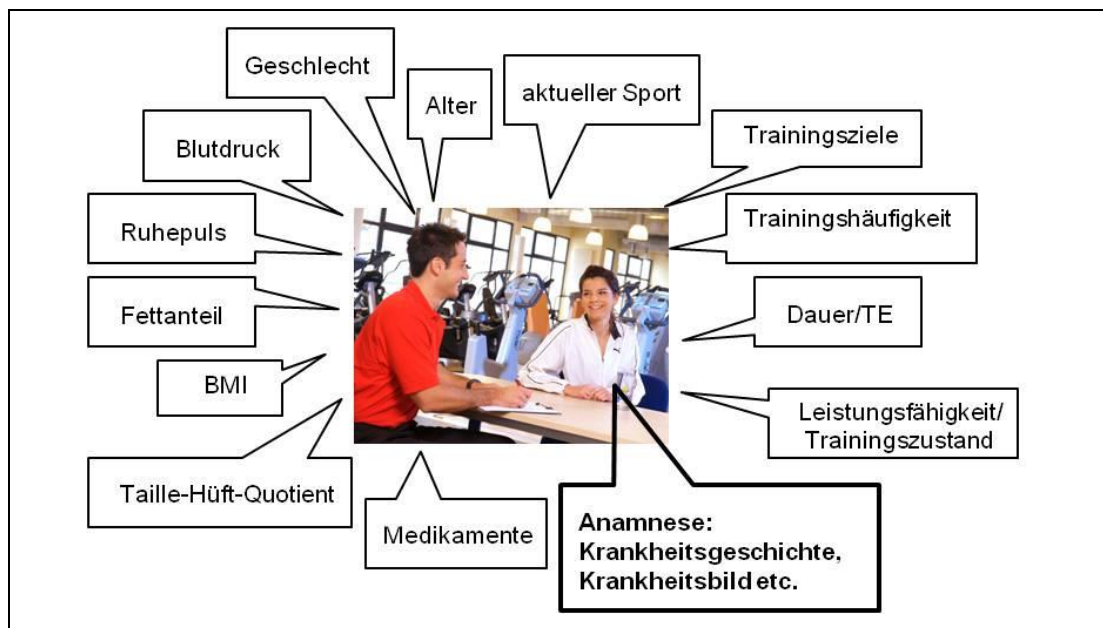 Geschlecht
Alter
aktueller Sport
Trainingsziele
Blutdruck
Trainingshäufigkeit
Ruhepuls
Fettanteil
Dauer/TE
BMI
Leistungsfähigkeit/
Trainingszustand
Taille-Hüft-Quotient
Medikamente
Anamnese:
Krankheitsgeschichte,
Krankheitsbild etc.